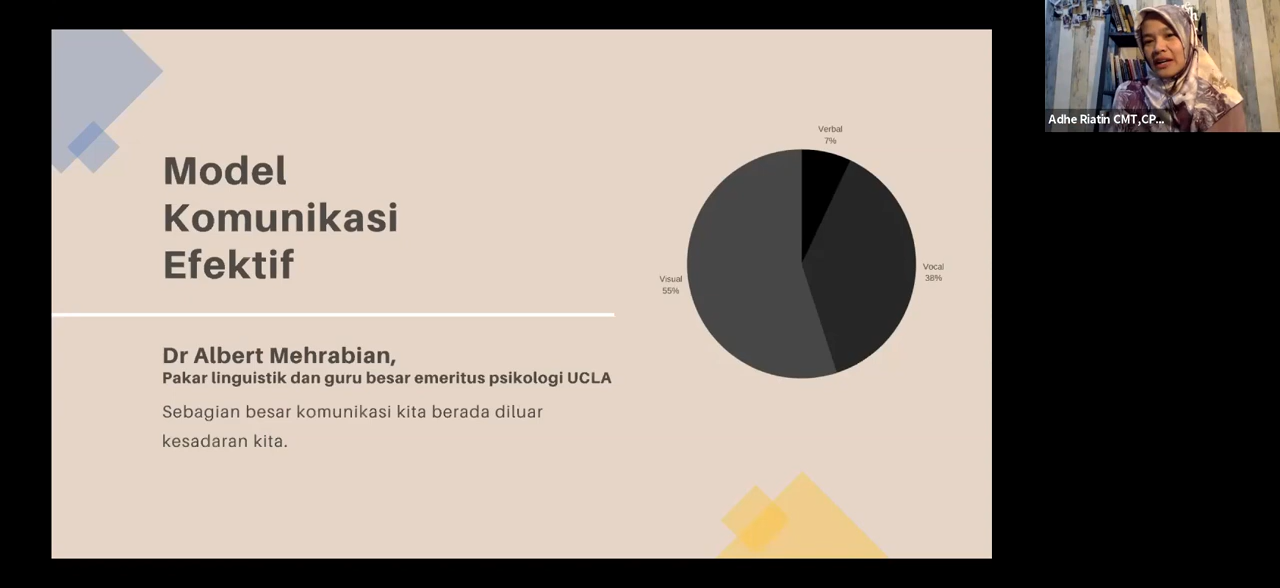 Model
Komunikasi
Efektif
Dr Albert Mehrabian,
Pakar linguistik dan guru besar emeritus psikologi UCLA
Sebagian besar komunikasi kita berada diluar
kesadaran kita.
Verbal
7%
Vocal
38%
Visual
55%
Adhe Riatin CMT,CP...